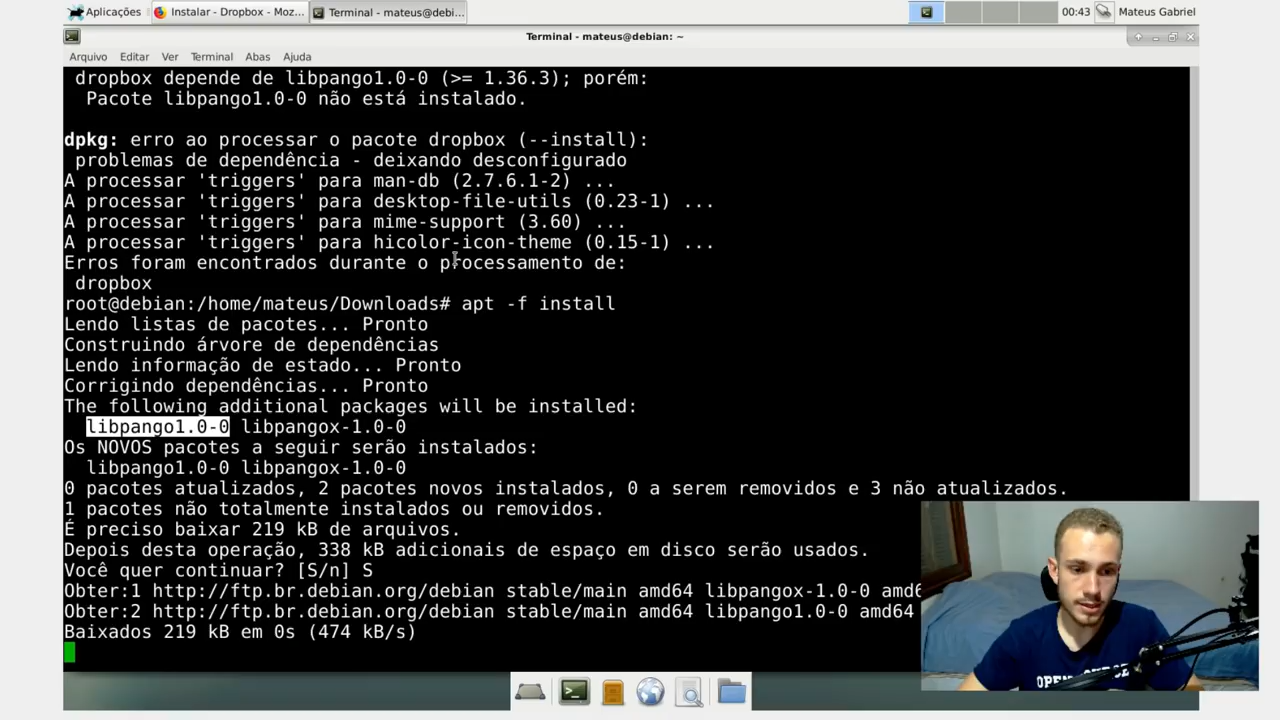 Aplicações
Instalar - Dropbox - Moz...
Terminal - mateus@debi...
00:43
Mateus Gabriel
Terminal - mateus@debian: ~
Arquivo Editar Ver Terminal Abas Ajuda
dropbox depende de libpango1.0-0 (>= 1.36.3); porém:
Pacote libpango1.0-0 não está instalado.
dpkg: erro ao processar o pacote dropbox (--install):
problemas de dependência - deixando desconfigurado
A processar 'triggers' para man-db (2.7.6.1-2) ...
A processar 'triggers' para desktop-file-utils (0.23-1) ...
A processar 'triggers' para mime-support (3.60) ...
A processar 'triggers' para hicolor-icon-theme (0.15-1) ...
Erros foram encontrados durante o processamento de:
dropbox
root@debian:/home/mateus/Downloads# apt -f install
Lendo listas de pacotes... Pronto
Construindo árvore de dependências
Lendo informação de estado... Pronto
Corrigindo dependências... Pronto
The following additional packages will be installed:
libpango1.0-0 libpangox-1.0-0
Os NOVOS pacotes a seguir serão instalados:
libpango1.0-0 libpangox-1.0-0
0 pacotes atualizados, 2 pacotes novos instalados, 0 a serem removidos e 3 não atualizados.
1 pacotes não totalmente instalados ou removidos.
É preciso baixar 219 kB de arquivos.
Depois desta operação, 338 kB adicionais de espaço em disco serão usados.
Você quer continuar? [S/n] S
Obter:1 http://ftp.br.debian.org/debian stable/main amd64 libpangox-1.0-0 amd6
Obter:2 http://ftp.br.debian.org/debian stable/main amd64 libpango1.0-0 amd64
Baixados 219 kB em 0s (474 kB/s)